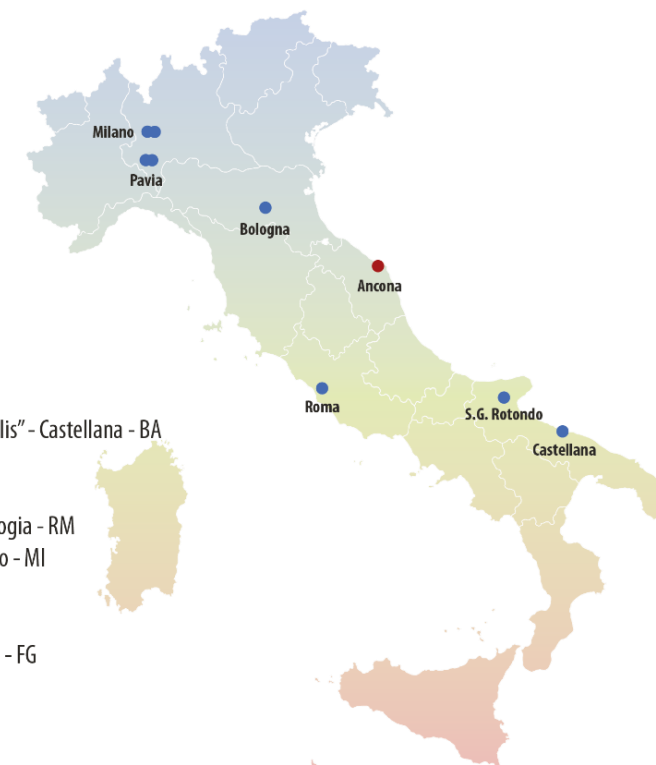 Milano
Pavia
Bologna
Ancona
Roma
S.G. Rotondo
Castellana
lis” - Castellana - BA
ogia - RM
o - MI
- FG